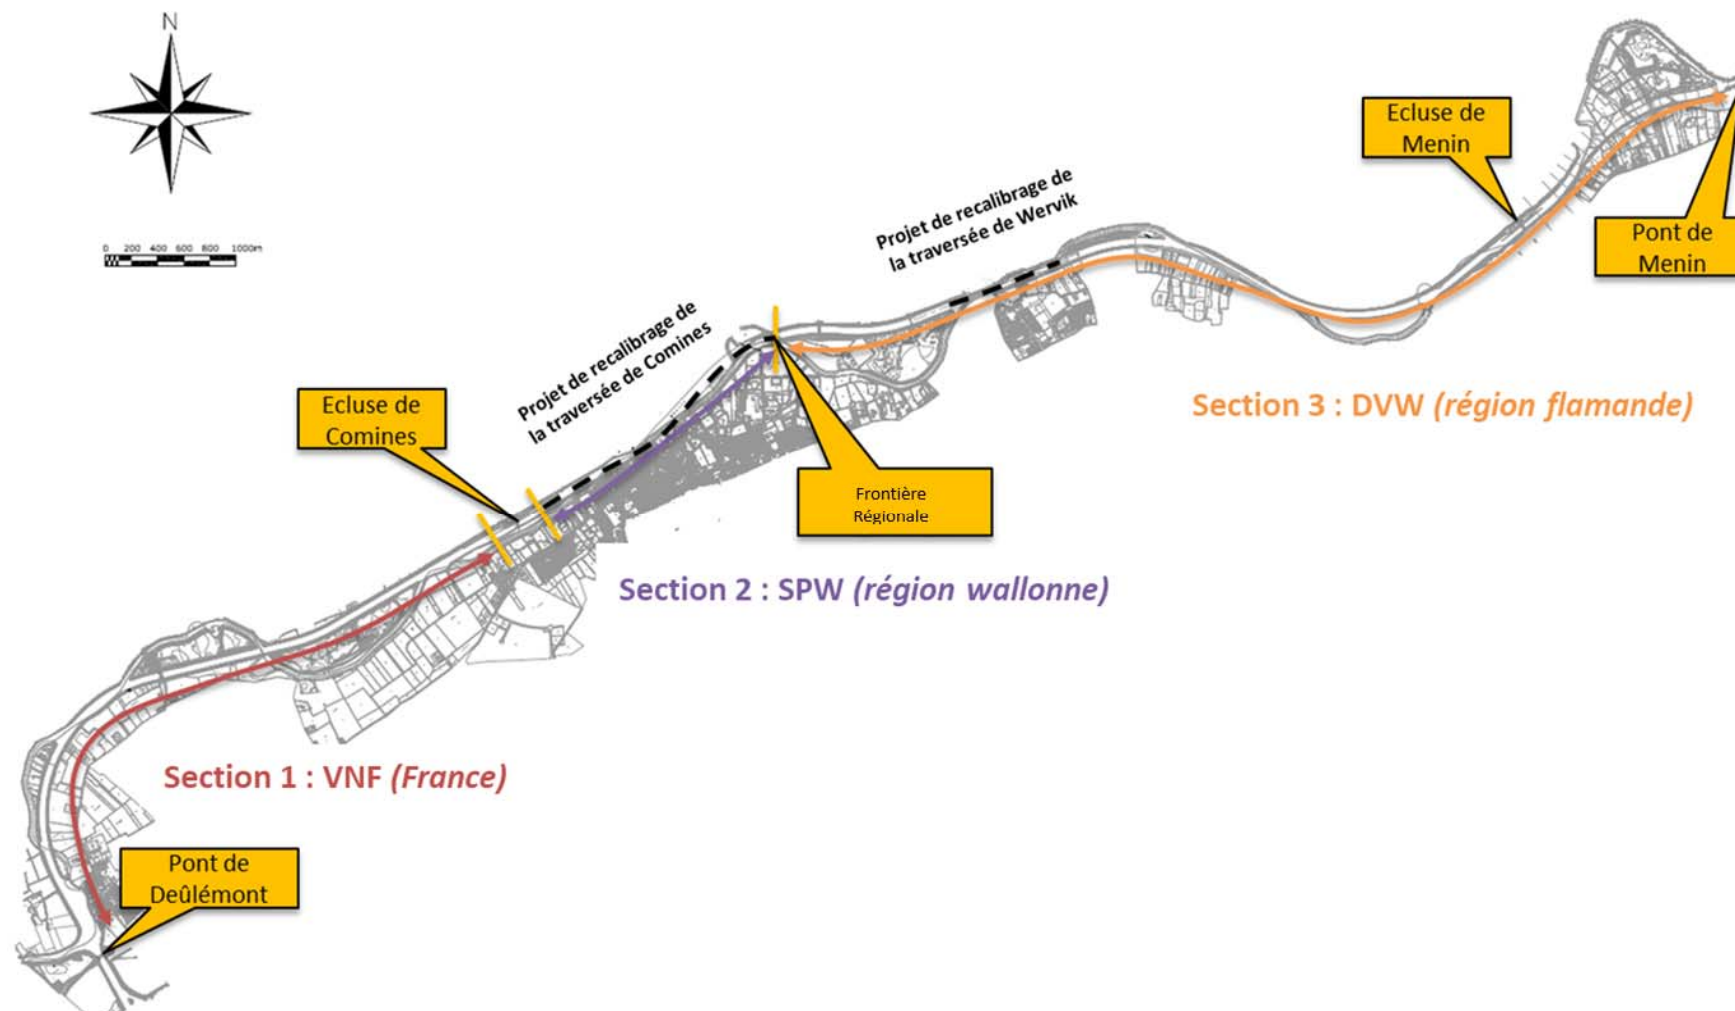 N
0 200 400 600 800 1000m
Ecluse de
Menin
Pont de
Menin
Projet de recalibrage de
la traversée de Wervik
Projet de recalibrage de
la traversée de Comines
Ecluse de
Comines
Section 3 : DVW (région flamande)
Frontière
Régionale
Section 2 : SPW (région wallonne)
Section 1 : VNF (France)
Pont de
Deûlémont